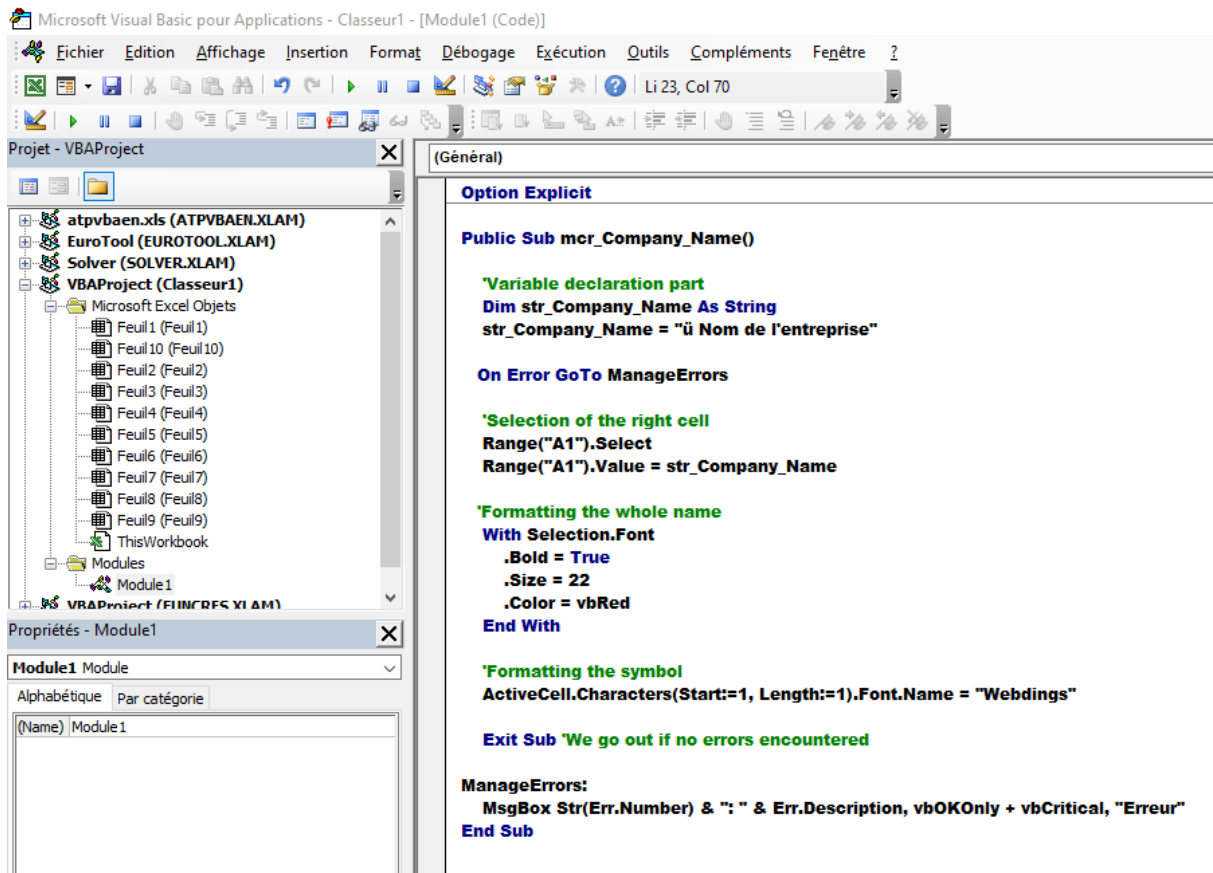 Microsoft Visual Basic pour Applications - Classeur1 - [Module1 (Code)]
Fichier Edition Affichage Insertion Format Débogage Exécution Outils Compléments Fenêtre ?
Li 23, Col 70
Projet - VBAProject
atpvbaen.xls (ATPVBAEN.XLAM)
EuroTool (EUROTOOL.XLAM)
Solver (SOLVER.XLAM)
VBAProject (Classeur1)
Microsoft Excel Objets
Feuil1 (Feuil1)
Feuil10 (Feuil10)
Feuil2 (Feuil2)
Feuil3 (Feuil3)
Feuil4 (Feuil4)
Feuil5 (Feuil5)
Feuil6 (Feuil6)
Feuil7 (Feuil7)
Feuil8 (Feuil8)
Feuil9 (Feuil9)
ThisWorkbook
Modules
Module1
VBAProject (FUNCRES.XLAM)
Propriétés - Module1
Module1 Module
Alphabétique Par catégorie
(Name) Module1
(Général)
Option Explicit
Public Sub mcr_Company_Name()
'Variable declaration part
Dim str_Company_Name As String
str_Company_Name = "ü Nom de l'entreprise"
On Error GoTo ManageErrors
'Selection of the right cell
Range("A1").Select
Range("A1").Value = str_Company_Name
'Formatting the whole name
With Selection.Font
.Bold = True
.Size = 22
.Color = vbRed
End With
'Formatting the symbol
ActiveCell.Characters(Start:=1, Length:=1).Font.Name = "Webdings"
Exit Sub 'We go out if no errors encountered
ManageErrors:
MsgBox Str(Err.Number) & ": " & Err.Description, vbOKOnly + vbCritical, "Erreur"
End Sub